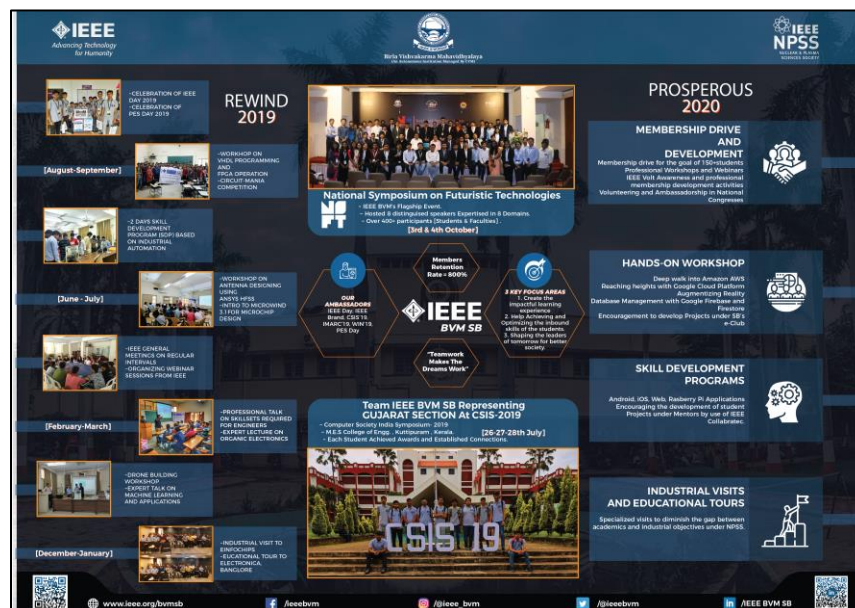 IEEE
Advancing Technology
for Humanity
Birla Vishvakarma Mahavidyalaya
IEEE
NPSS
NUCLEAR & PLASMA
SCIENCES SOCIETY
REWIND
2019
-CELEBRATION OF IEEE
DAY 2019
-CELEBRATION OF
PES DAY 2019
[August-September]
-WORKHOP ON
VHDL PROGRAMMING
AND
FPGA OPERATION
-CIRCUIT-MANIA
COMPETITION
-2 DAYS SKILL
DEVELOPMENT
PROGRAM (SDP) BASED
ON INDUSTRIAL
AUTOMATION
[June - July]
-WORKSHOP ON
ANTENNA DESIGNING
USING
ANSYS HFSS
-INTRO TO MICROWIND
3.1 FOR MICROCHIP
DESIGN
-IEEE GENERAL
MEETINGS ON REGULAR
INTERVALS
-ORGANIZING WEBINAR
SESSIONS FROM IEEE
[February-March]
-PROFESSIONAL TALK
ON SKILLSETS REQUIRED
FOR ENGINEERS
-EXPERT LECTURE ON
ORGANIC ELECTRONICS
-DRONE BUILDING
WORKSHOP
-EXPERT TALK ON
MACHINE LEARNING
AND APPLICATIONS
[December-January]
-INDUSTRIAL VISIT TO
EINFOCHIPS
-EUCATIONAL TOUR TO
ELECTRONICA,
BANGLORE
National Symposium on Futuristic Technologies
- IEEE BVM's Flagship Event.
- Hosted 8 distinguished speakers Expertised in 8 Domains.
- Over 400+ participants (Students & Faculties) .
[3rd & 4th October]
Members
Retention
Rate = 800%
OUR
AMBASSADORS
IEEE Day, IEEE
Brand, CSIS'19,
IMARC'19, WIN'19,
PES Day
IEEE
BVM SB
3 KEY FOCUS AREAS
1. Create the
impactful learning
experience
2. Help Achieving and
Optimizing the inbound
skills of the students.
3. Shaping the leaders
of tomorrow for better
society.
"Teamwork
Makes The
Dreams Work"
Team IEEE BVM SB Representing
GUJARAT SECTION At CSIS-2019
- Computer Society India Symposium- 2019
[26-27-28th July]
- M.E.S College of Engg. , Kuttipuram , Kerala.
- Each Student Achieved Awards and Established Connections.
CSIS 19
PROSPEROUS
2020
MEMBERSHIP DRIVE
AND
DEVELOPMENT
Membership drive for the goal of 150+students
Professional Workshops and Webinars
IEEE Volt Awareness and professional
membership development activities
Volunteering and Ambassadorship in National
Congresses
HANDS-ON WORKSHOP
Deep walk into Amazon AWS
Reaching heights with Google Cloud Platform
Augmentizing Reality
Database Management with Google Firebase and
Firestore
Encouragement to develop Projects under SB's
e-Club
SKILL DEVELOPMENT
PROGRAMS
Android, iOS, Web, Rasberry Pi Applications
Encouraging the development of student
Projects under Mentors by use of IEEE
Collabratec.
INDUSTRIAL VISITS
AND EDUCATIONAL TOURS
Specialized visits to diminish the gap between
academics and industrial objectives under NPSS.
www.ieee.org/bvmsb
/ieeebvm
/@ieee_bvm
/@ieeebvm
/IEEE BVM SB